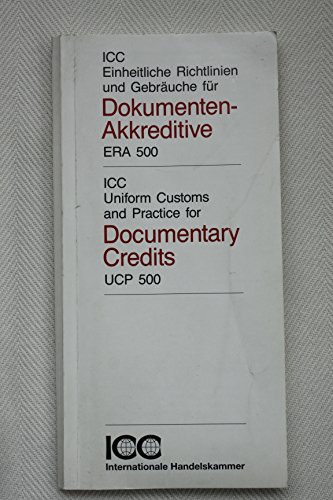 ICC
Einheitliche Richtlinien
und Gebräuche für
Dokumenten-
Akkreditive
ERA 500
ICC
Uniform Customs
and Practice for
Documentary
Credits
UCP 500
ICC
Internationale Handelskammer